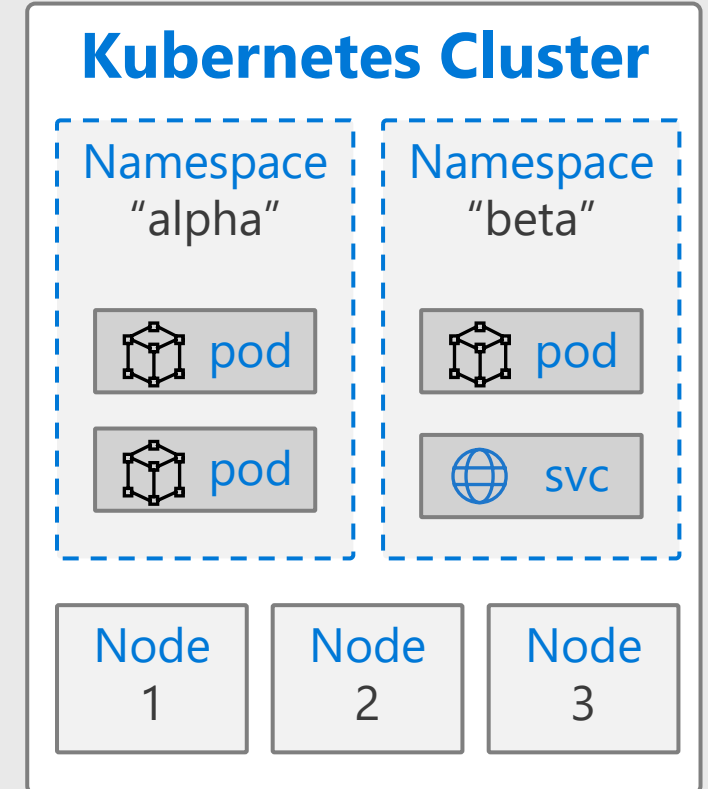 Kubernetes Cluster
Namespace
“alpha”
pod
pod
Namespace
“beta”
pod
svc
Node
1
Node
2
Node
3